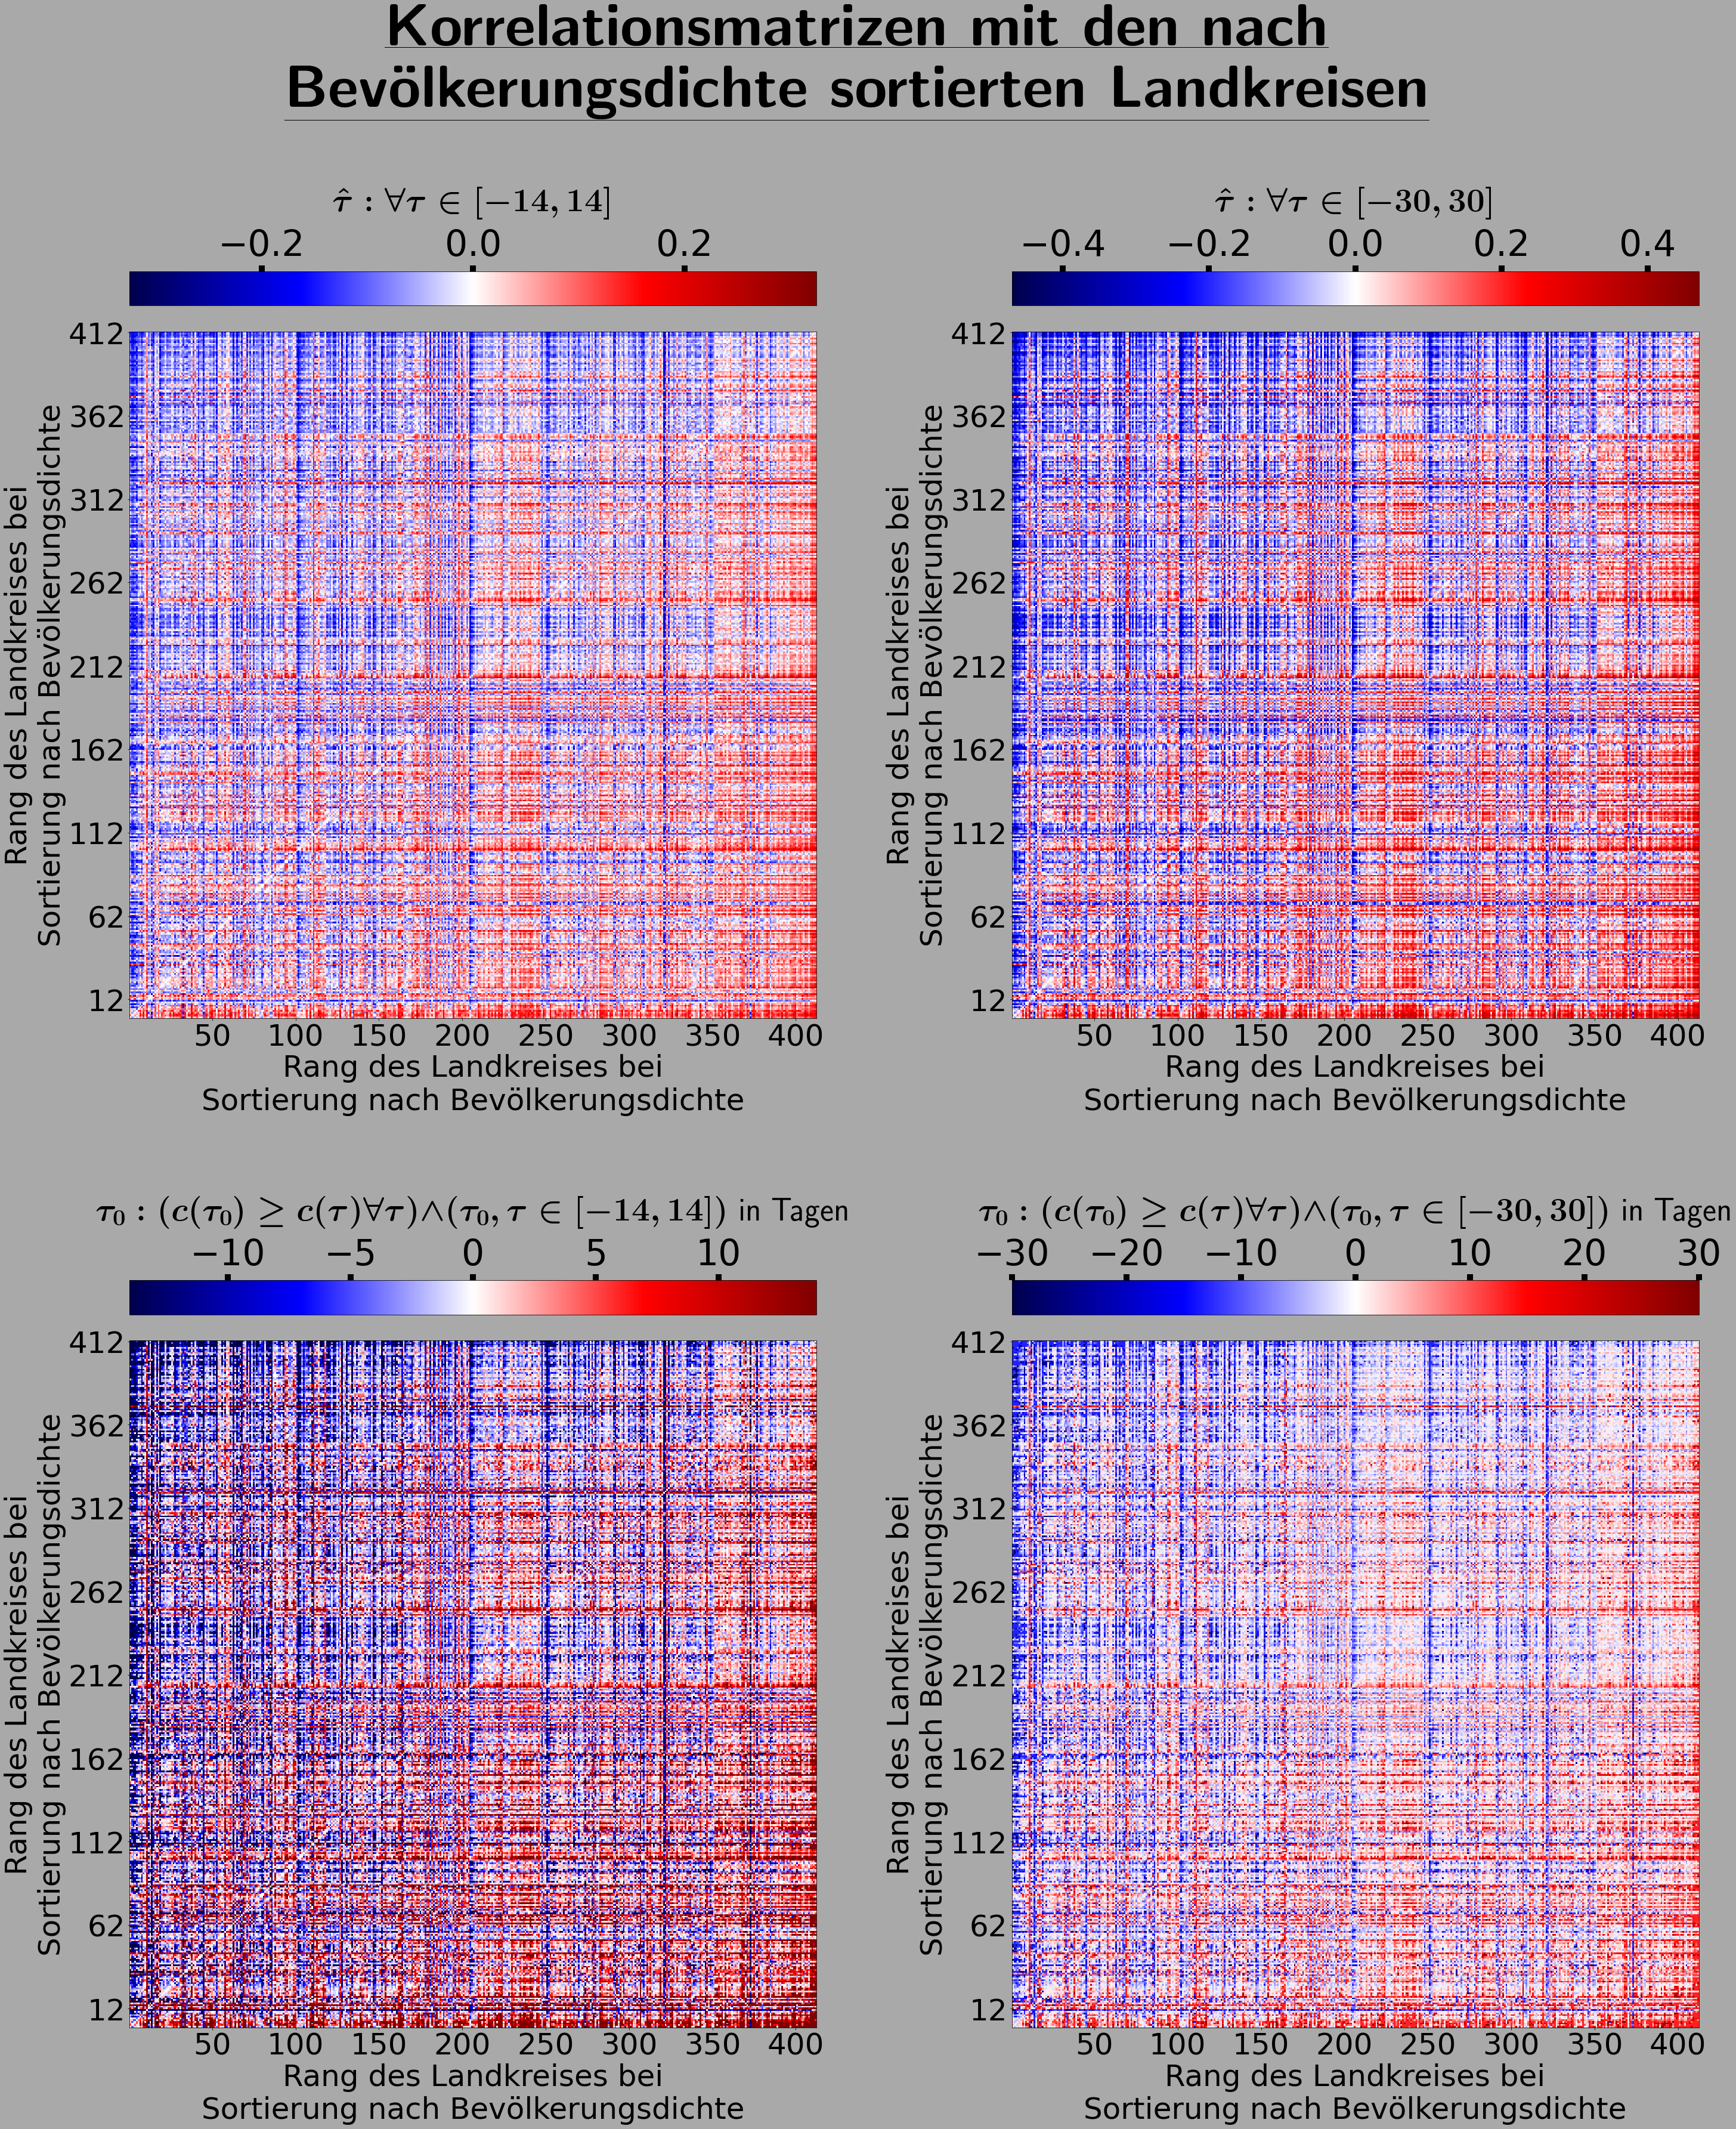 Korrelationsmatrizen mit den nach
Bevölkerungsdichte sortierten Landkreisen
τ̂ : ∀τ ∈ [−14, 14]
−0.2 0.0 0.2
412
362
312
262
212
162
112
62
12
Rang des Landkreises bei
Sortierung nach Bevölkerungsdichte
50 100 150 200 250 300 350 400
Rang des Landkreises bei
Sortierung nach Bevölkerungsdichte
τ̂ : ∀τ ∈ [−30, 30]
−0.4 −0.2 0.0 0.2 0.4
412
362
312
262
212
162
112
62
12
Rang des Landkreises bei
Sortierung nach Bevölkerungsdichte
50 100 150 200 250 300 350 400
Rang des Landkreises bei
Sortierung nach Bevölkerungsdichte
τ₀ : (c(τ₀) ≥ c(τ)∀τ)∧(τ₀, τ ∈ [−14, 14]) in Tagen
−10 −5 0 5 10
412
362
312
262
212
162
112
62
12
Rang des Landkreises bei
Sortierung nach Bevölkerungsdichte
50 100 150 200 250 300 350 400
Rang des Landkreises bei
Sortierung nach Bevölkerungsdichte
τ₀ : (c(τ₀) ≥ c(τ)∀τ)∧(τ₀, τ ∈ [−30, 30]) in Tagen
−30 −20 −10 0 10 20 30
412
362
312
262
212
162
112
62
12
Rang des Landkreises bei
Sortierung nach Bevölkerungsdichte
50 100 150 200 250 300 350 400
Rang des Landkreises bei
Sortierung nach Bevölkerungsdichte